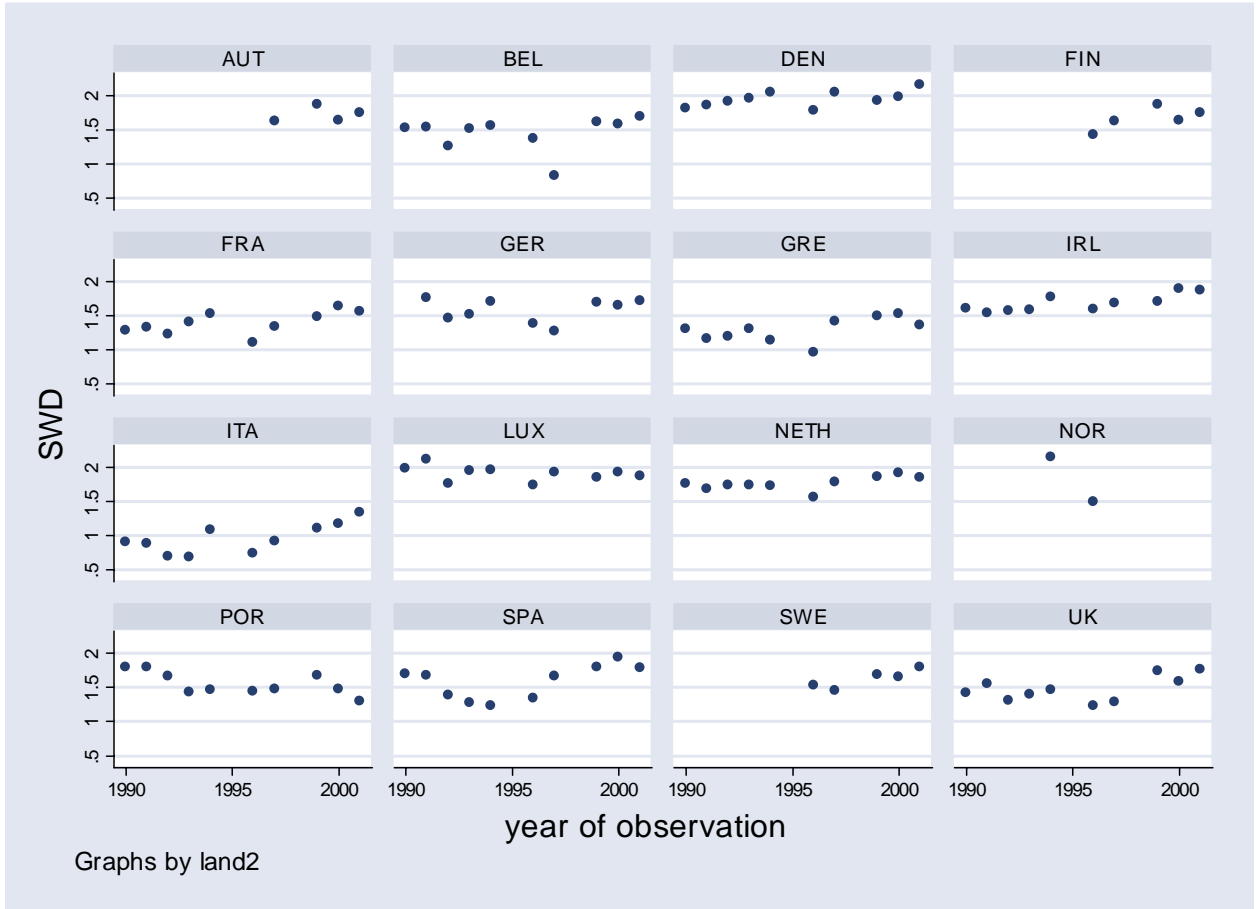 AUT BEL DEN FIN
.5 1 1.5 2
FRA GER GRE IRL
.5 1 1.5 2
ITA LUX NETH NOR
.5 1 1.5 2
POR SPA SWE UK
.5 1 1.5 2
1990 1995 2000 1990 1995 2000 1990 1995 2000 1990 1995 2000
SWD
year of observation
Graphs by land2